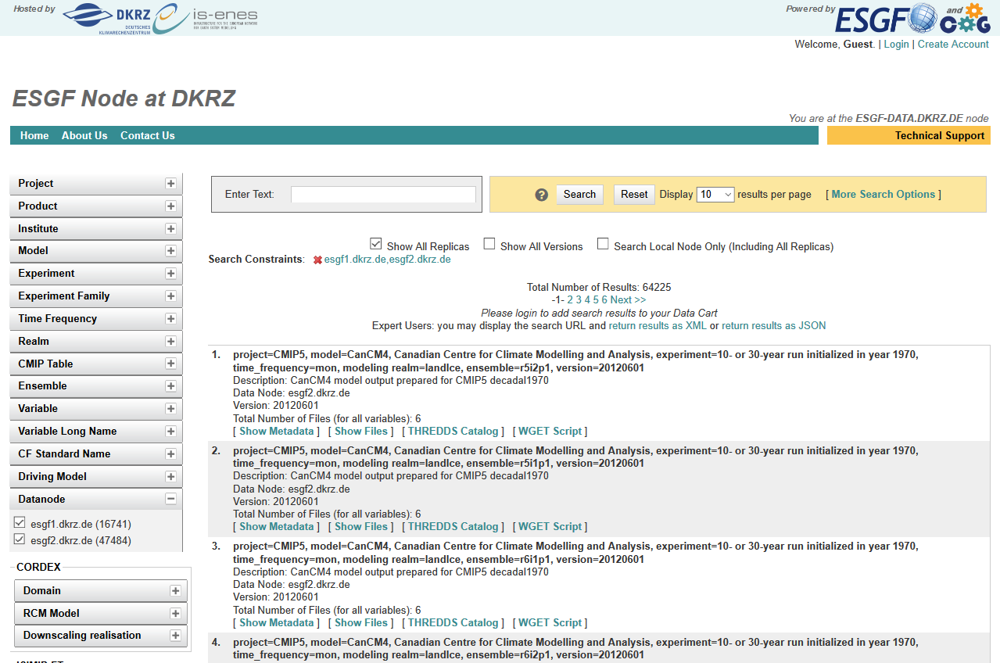 Hosted by
DKRZ
DEUTSCHES
KLIMARECHENZENTRUM
is-enes
INFRASTRUCTURE FOR THE EUROPEAN NETWORK
FOR EARTH SYSTEM MODELLING
Powered by
ESGF
and
COG
Welcome, Guest. | Login | Create Account
ESGF Node at DKRZ
You are at the ESGF-DATA.DKRZ.DE node
Home About Us Contact Us
Technical Support
Project
Product
Institute
Model
Experiment
Experiment Family
Time Frequency
Realm
CMIP Table
Ensemble
Variable
Variable Long Name
CF Standard Name
Driving Model
Datanode
esgf1.dkrz.de (16741)
esgf2.dkrz.de (47484)
CORDEX
Domain
RCM Model
Downscaling realisation
Enter Text:
Search Reset Display 10 results per page [ More Search Options ]
Show All Replicas Show All Versions Search Local Node Only (Including All Replicas)
Search Constraints: esgf1.dkrz.de,esgf2.dkrz.de
Total Number of Results: 64225
-1- 2 3 4 5 6 Next >>
Please login to add search results to your Data Cart
Expert Users: you may display the search URL and return results as XML or return results as JSON
1. project=CMIP5, model=CanCM4, Canadian Centre for Climate Modelling and Analysis, experiment=10- or 30-year run initialized in year 1970,
time_frequency=mon, modeling realm=landIce, ensemble=r5i2p1, version=20120601
Description: CanCM4 model output prepared for CMIP5 decadal1970
Data Node: esgf2.dkrz.de
Version: 20120601
Total Number of Files (for all variables): 6
[ Show Metadata ] [ Show Files ] [ THREDDS Catalog ] [ WGET Script ]
2. project=CMIP5, model=CanCM4, Canadian Centre for Climate Modelling and Analysis, experiment=10- or 30-year run initialized in year 1970,
time_frequency=mon, modeling realm=landIce, ensemble=r5i1p1, version=20120601
Description: CanCM4 model output prepared for CMIP5 decadal1970
Data Node: esgf2.dkrz.de
Version: 20120601
Total Number of Files (for all variables): 6
[ Show Metadata ] [ Show Files ] [ THREDDS Catalog ] [ WGET Script ]
3. project=CMIP5, model=CanCM4, Canadian Centre for Climate Modelling and Analysis, experiment=10- or 30-year run initialized in year 1970,
time_frequency=mon, modeling realm=landIce, ensemble=r6i1p1, version=20120601
Description: CanCM4 model output prepared for CMIP5 decadal1970
Data Node: esgf2.dkrz.de
Version: 20120601
Total Number of Files (for all variables): 6
[ Show Metadata ] [ Show Files ] [ THREDDS Catalog ] [ WGET Script ]
4. project=CMIP5, model=CanCM4, Canadian Centre for Climate Modelling and Analysis, experiment=10- or 30-year run initialized in year 1970,
time_frequency=mon, modeling realm=landIce, ensemble=r6i2p1, version=20120601